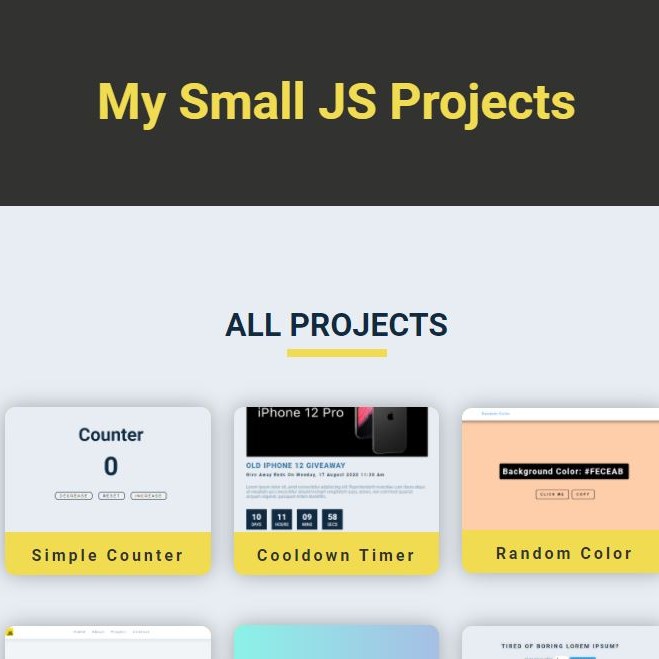 My Small JS Projects
ALL PROJECTS
Counter
0
DECREASE RESET INCREASE
Simple Counter
iPhone 12 Pro
OLD IPHONE 12 GIVEAWAY
Give Away Ends On Monday, 17 August 2020 11:30 Am
10 11 09 58
DAYS HOURS MINS SECS
Cooldown Timer
Random Color
Background Color: #FECEAB
CLICK ME COPY
Random Color
JS
Home About Project Contact
TIRED OF BORING LOREM IPSUM?